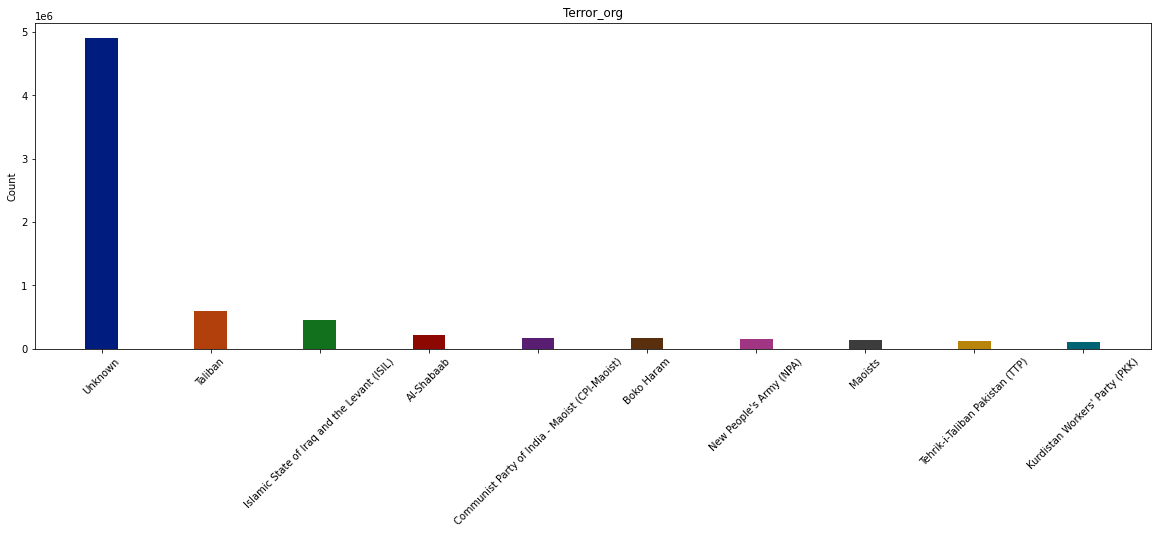 Terror_org
1e6
5
4
3
2
1
0
Count
Unknown
Taliban
Islamic State of Iraq and the Levant (ISIL)
Al-Shabaab
Communist Party of India - Maoist (CPI-Maoist)
Boko Haram
New People's Army (NPA)
Maoists
Tehrik-i-Taliban Pakistan (TTP)
Kurdistan Workers' Party (PKK)